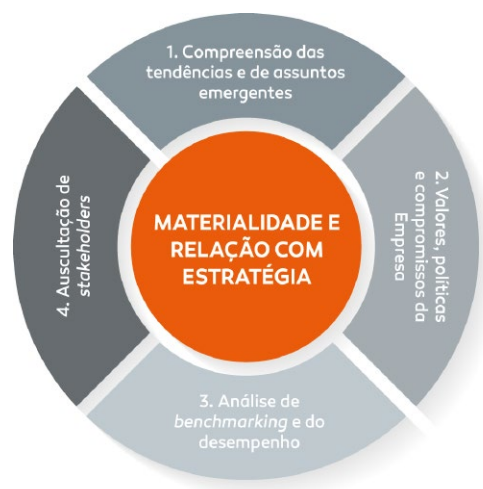 1. Compreensão das
tendências e de assuntos
emergentes
2. Valores, políticas
e compromissos da
Empresa
3. Análise de
benchmarking e do
desempenho
4. Auscultação de
stakeholders
MATERIALIDADE E
RELAÇÃO COM
ESTRATÉGIA